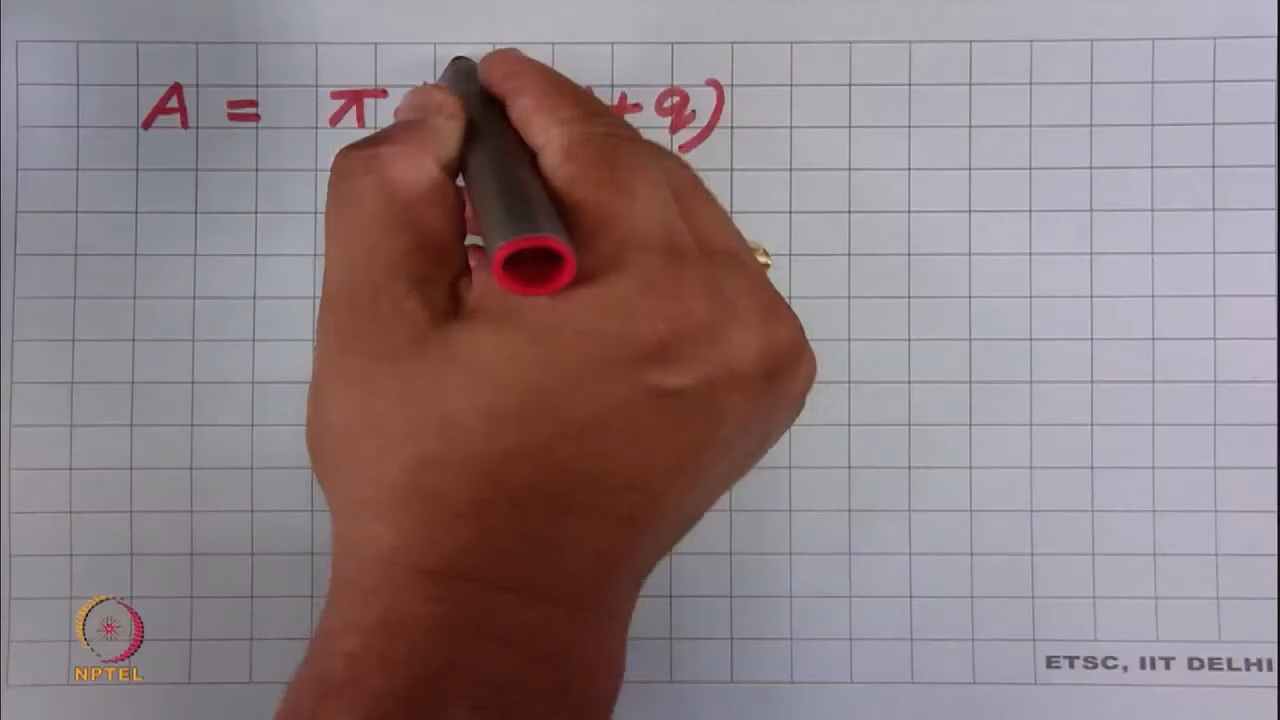 A = π + q)
NPTEL
ETSC, IIT DELHI